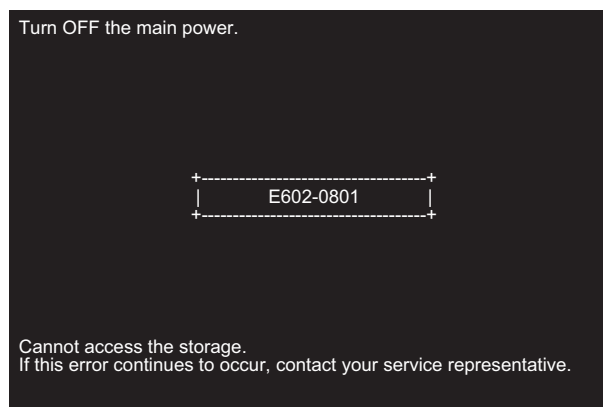 Turn OFF the main power.
+------------------------------------+
| E602-0801 |
+------------------------------------+
Cannot access the storage.
If this error continues to occur, contact your service representative.